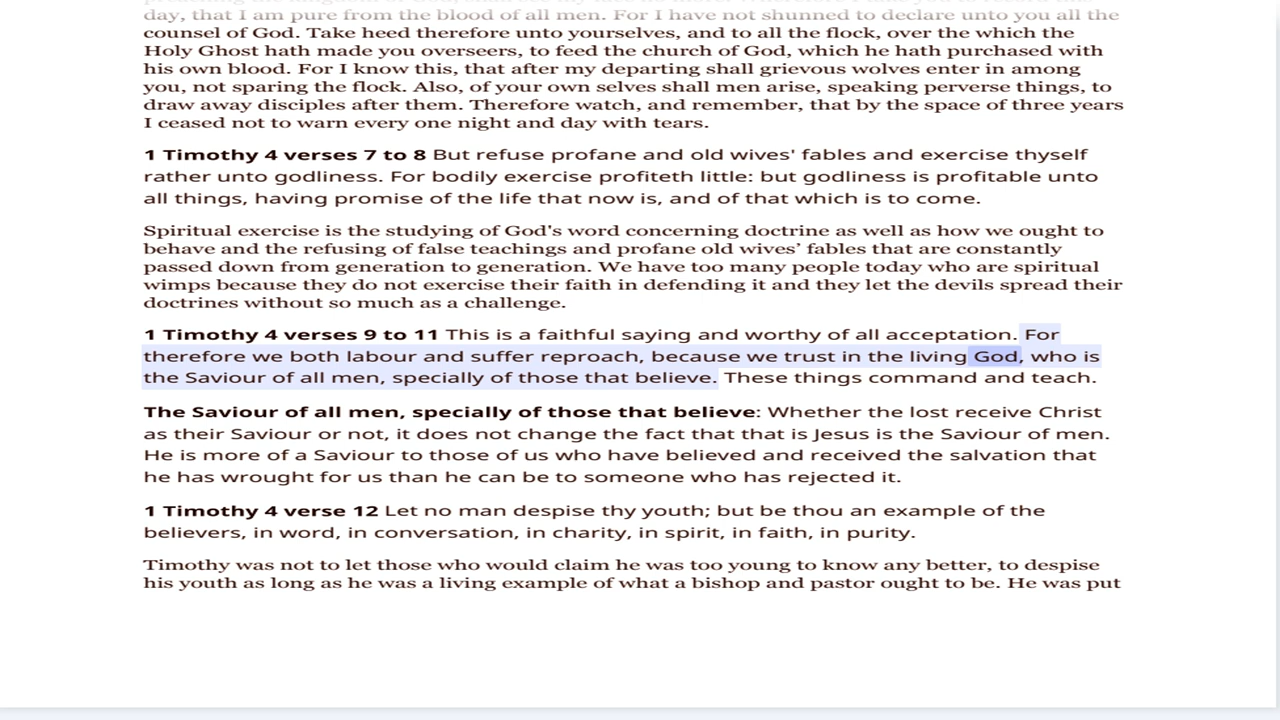 day, that I am pure from the blood of all men. For I have not shunned to declare unto you all the
counsel of God. Take heed therefore unto yourselves, and to all the flock, over the which the
Holy Ghost hath made you overseers, to feed the church of God, which he hath purchased with
his own blood. For I know this, that after my departing shall grievous wolves enter in among
you, not sparing the flock. Also, of your own selves shall men arise, speaking perverse things, to
draw away disciples after them. Therefore watch, and remember, that by the space of three years
I ceased not to warn every one night and day with tears.
1 Timothy 4 verses 7 to 8 But refuse profane and old wives' fables and exercise thyself
rather unto godliness. For bodily exercise profiteth little: but godliness is profitable unto
all things, having promise of the life that now is, and of that which is to come.
Spiritual exercise is the studying of God's word concerning doctrine as well as how we ought to
behave and the refusing of false teachings and profane old wives’ fables that are constantly
passed down from generation to generation. We have too many people today who are spiritual
wimps because they do not exercise their faith in defending it and they let the devils spread their
doctrines without so much as a challenge.
1 Timothy 4 verses 9 to 11 This is a faithful saying and worthy of all acceptation. For
therefore we both labour and suffer reproach, because we trust in the living God, who is
the Saviour of all men, specially of those that believe. These things command and teach.
The Saviour of all men, specially of those that believe: Whether the lost receive Christ
as their Saviour or not, it does not change the fact that that is Jesus is the Saviour of men.
He is more of a Saviour to those of us who have believed and received the salvation that
he has wrought for us than he can be to someone who has rejected it.
1 Timothy 4 verse 12 Let no man despise thy youth; but be thou an example of the
believers, in word, in conversation, in charity, in spirit, in faith, in purity.
Timothy was not to let those who would claim he was too young to know any better, to despise
his youth as long as he was a living example of what a bishop and pastor ought to be. He was put